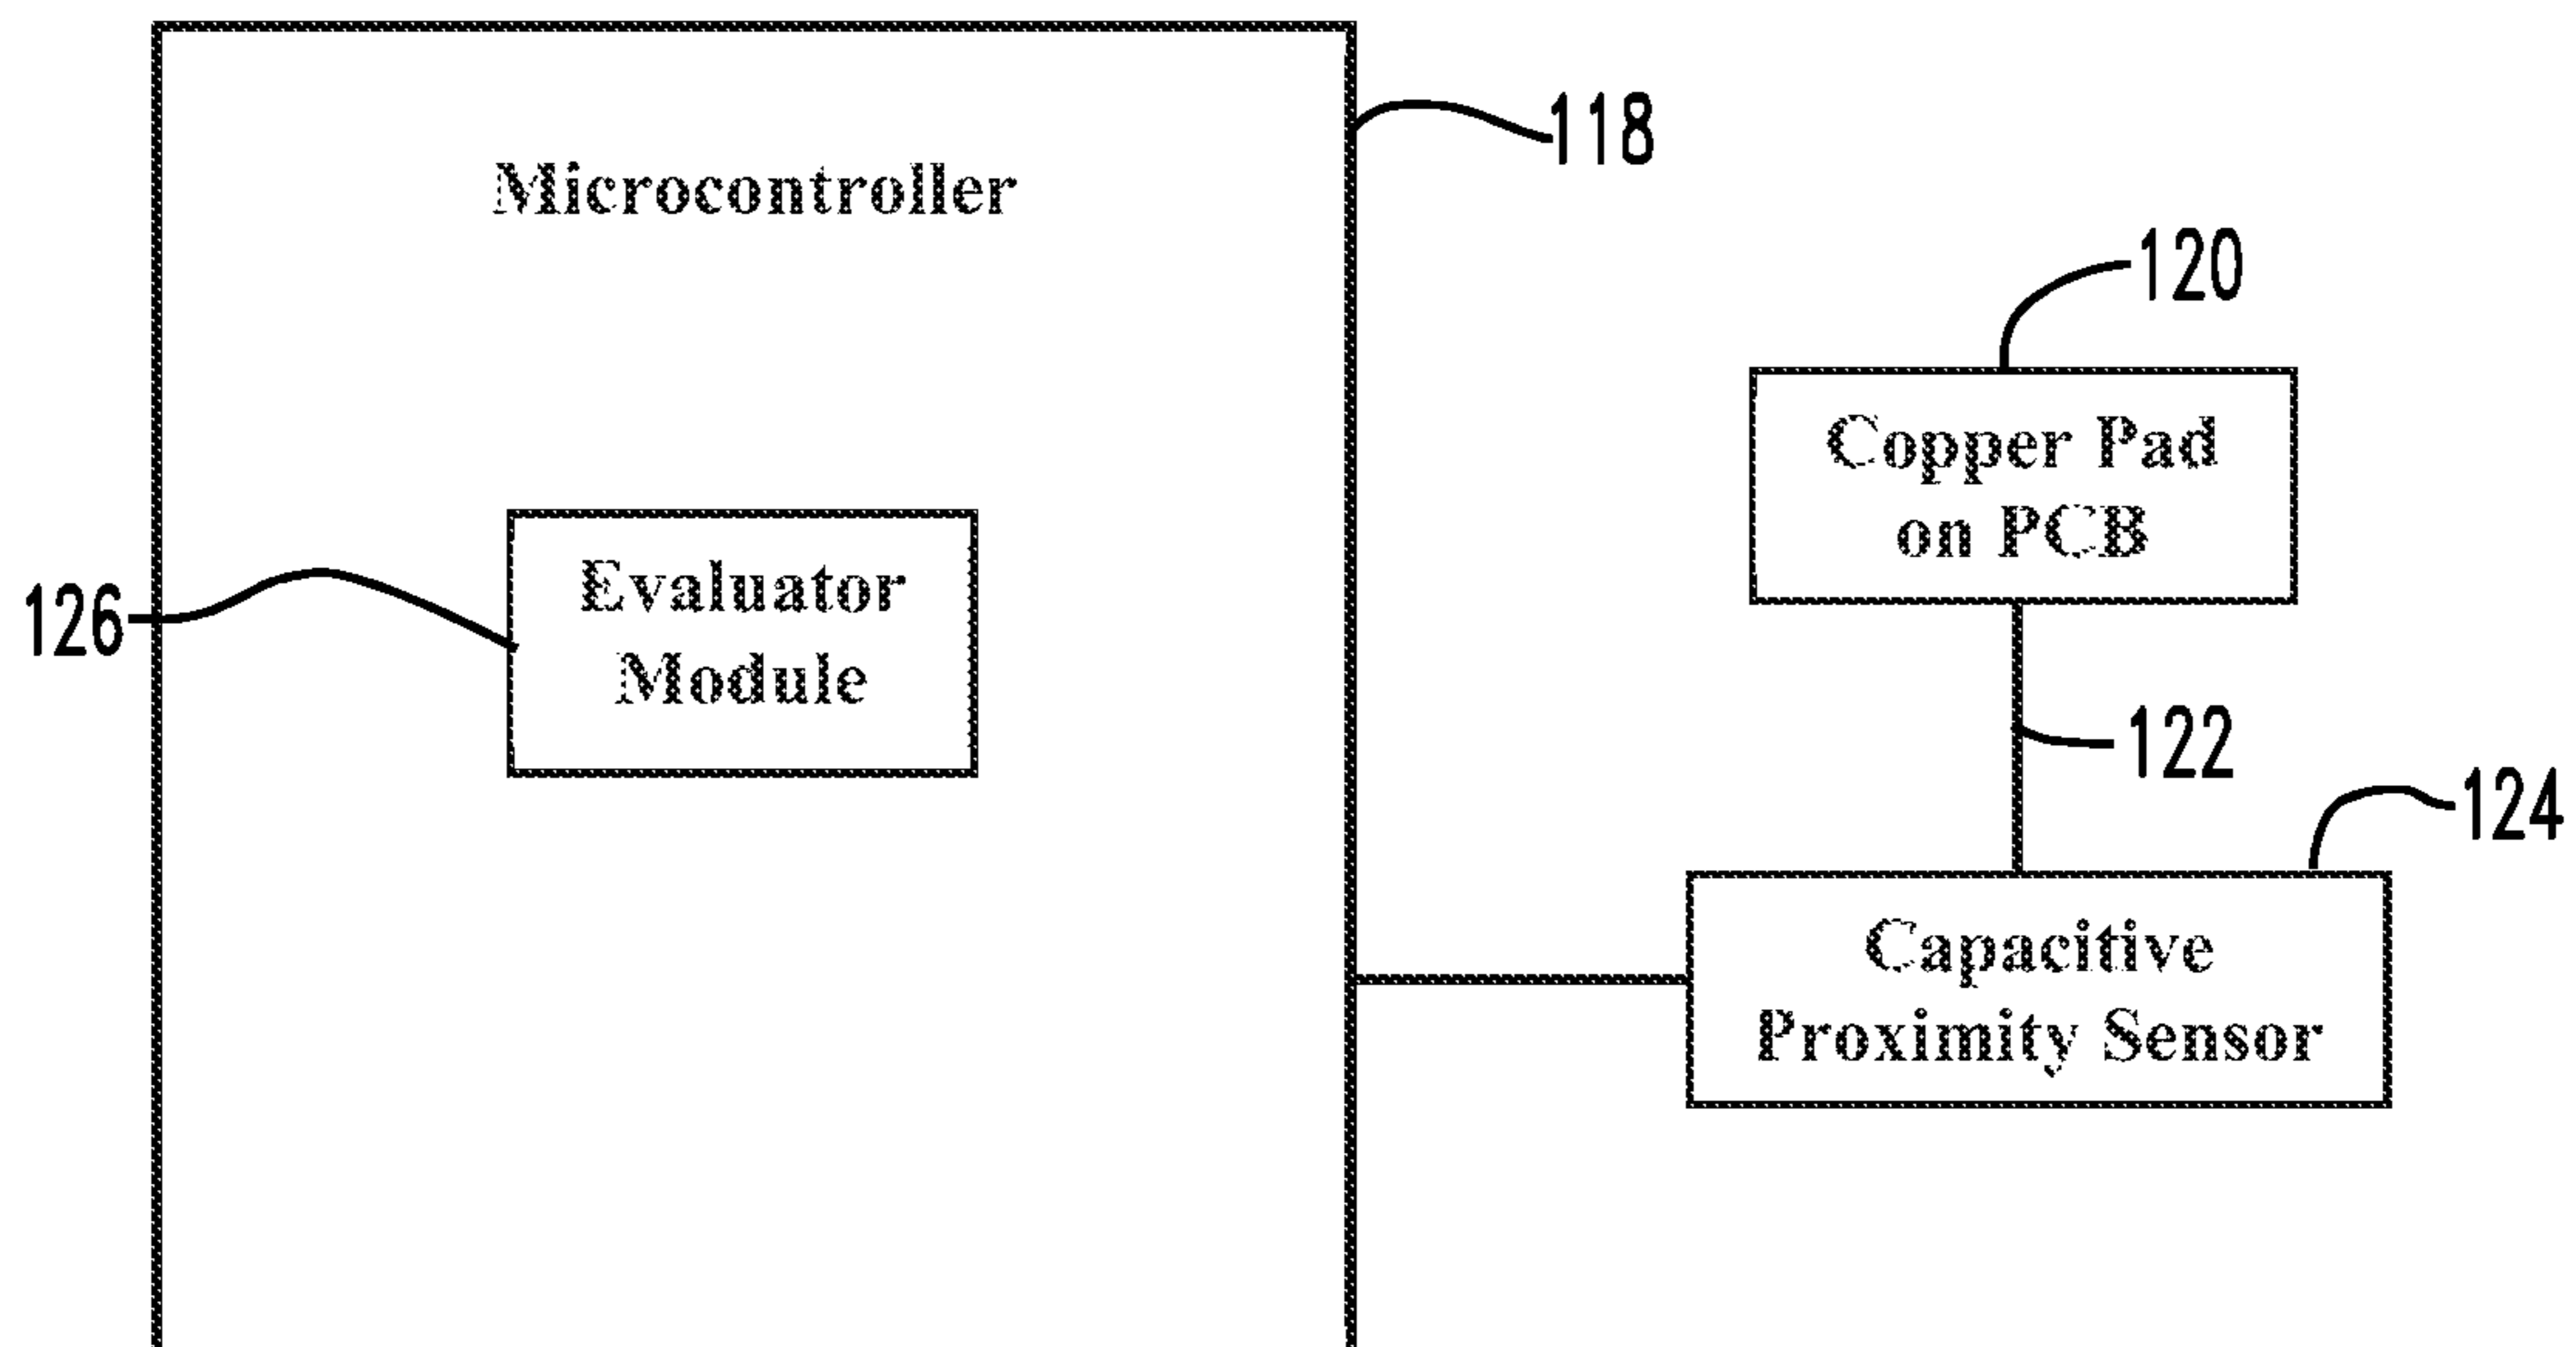 118
Microcontroller
120
Copper Pad
on PCB
126
Evaluator
Module
122
124
Capacitive
Proximity Sensor